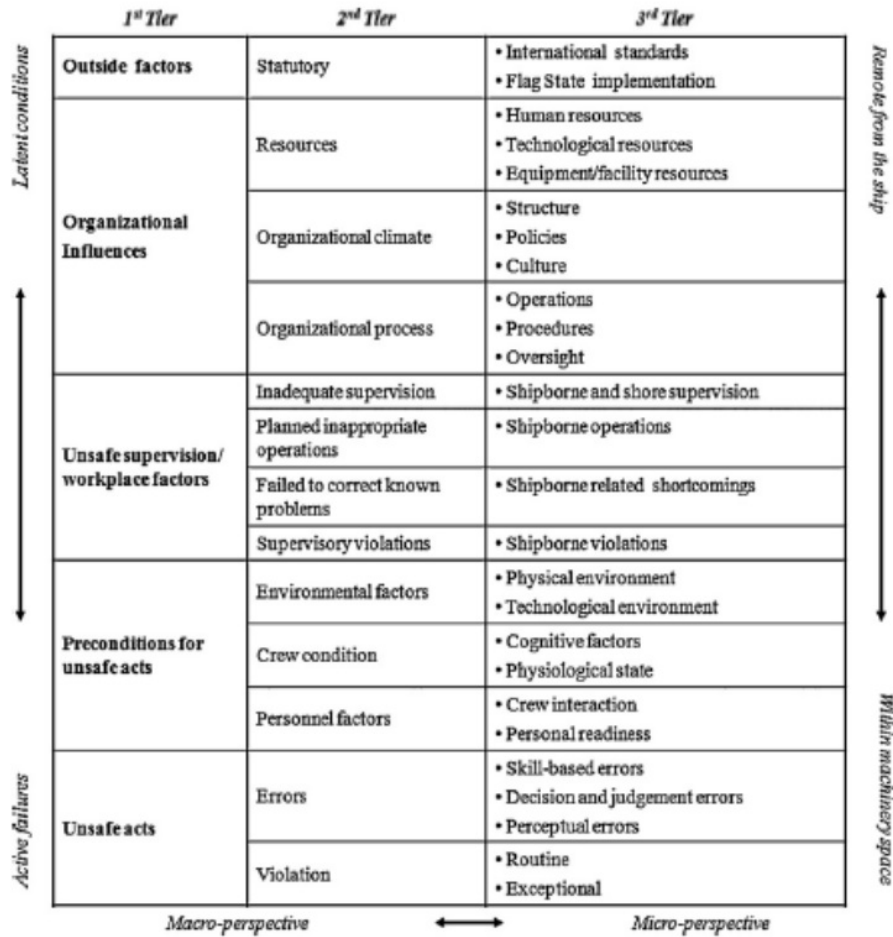 1st Tier 2nd Tier 3rd Tier
Latent conditions
Remote from the ship
Outside factors
Statutory
• International standards
• Flag State implementation
Organizational
Influences
Resources
• Human resources
• Technological resources
• Equipment/facility resources
Organizational climate
• Structure
• Policies
• Culture
Organizational process
• Operations
• Procedures
• Oversight
Unsafe supervision/
workplace factors
Inadequate supervision
• Shipborne and shore supervision
Planned inappropriate
operations
• Shipborne operations
Failed to correct known
problems
• Shipborne related shortcomings
Supervisory violations
• Shipborne violations
Preconditions for
unsafe acts
Environmental factors
• Physical environment
• Technological environment
Crew condition
• Cognitive factors
• Physiological state
Personnel factors
• Crew interaction
• Personal readiness
Unsafe acts
Errors
• Skill-based errors
• Decision and judgement errors
• Perceptual errors
Violation
• Routine
• Exceptional
Active failures
Within machinery space
Macro-perspective Micro-perspective